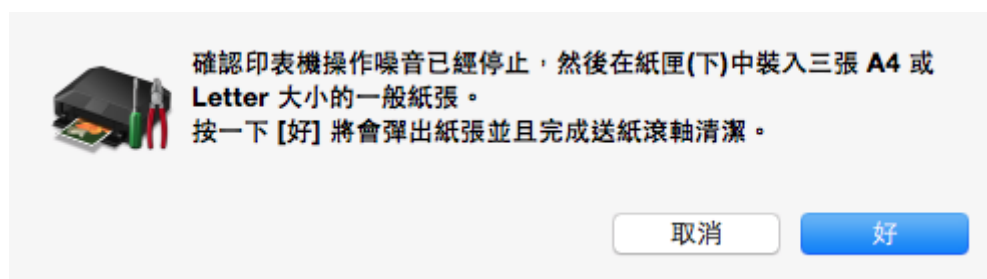 確認印表機操作噪音已經停止，然後在紙匣(下)中裝入三張 A4 或
Letter 大小的一般紙張。
按一下 [好] 將會彈出紙張並且完成送紙滾軸清潔。
取消
好